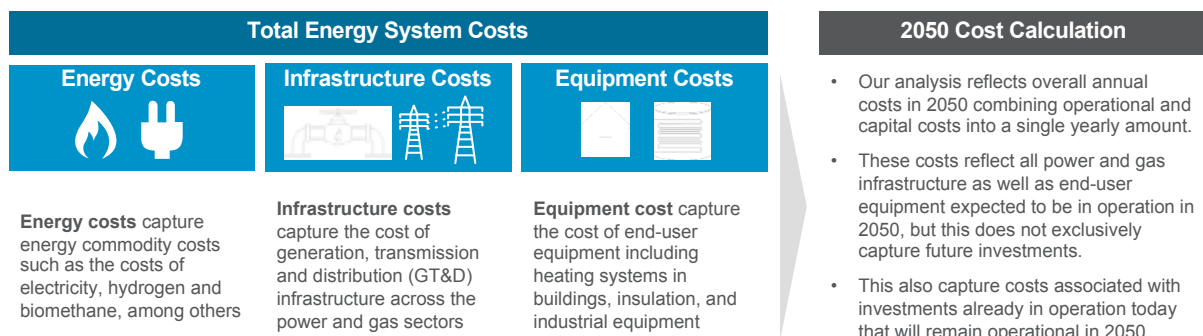 Total Energy System Costs
Energy Costs
Infrastructure Costs
Equipment Costs
Energy costs capture
energy commodity costs
such as the costs of
electricity, hydrogen and
biomethane, among others
Infrastructure costs
capture the cost of
generation, transmission
and distribution (GT&D)
infrastructure across the
power and gas sectors
Equipment cost capture
the cost of end-user
equipment including
heating systems in
buildings, insulation, and
industrial equipment
2050 Cost Calculation
• Our analysis reflects overall annual
costs in 2050 combining operational and
capital costs into a single yearly amount.
• These costs reflect all power and gas
infrastructure as well as end-user
equipment expected to be in operation in
2050, but this does not exclusively
capture future investments.
• This also capture costs associated with
investments already in operation today
that will remain operational in 2050.